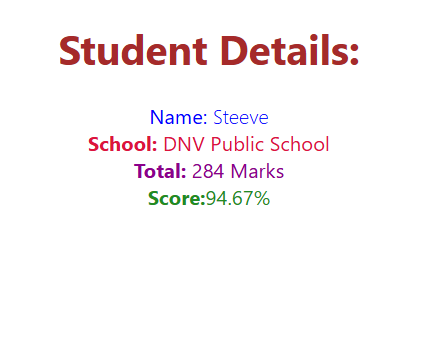 Student Details:
Name: Steeve
School: DNV Public School
Total: 284 Marks
Score:94.67%